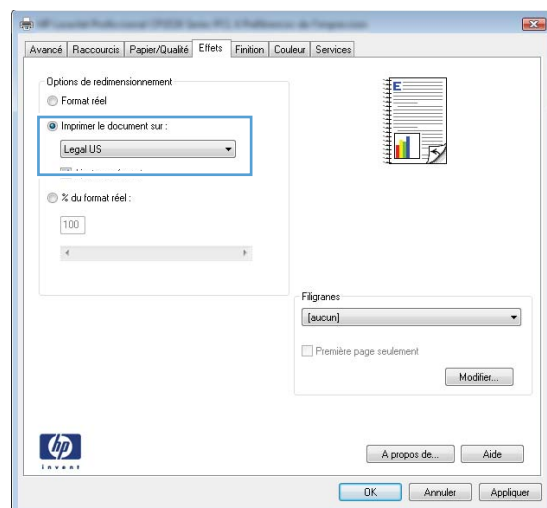 Avancé Raccourcis Papier/Qualité Effets Finition Couleur Services
Options de redimensionnement
Format réel
Imprimer le document sur :
Legal US
% du format réel :
100
E
Filigranes
[aucun]
Première page seulement
Modifier...
hp
invent
A propos de... Aide
OK Annuler Appliquer